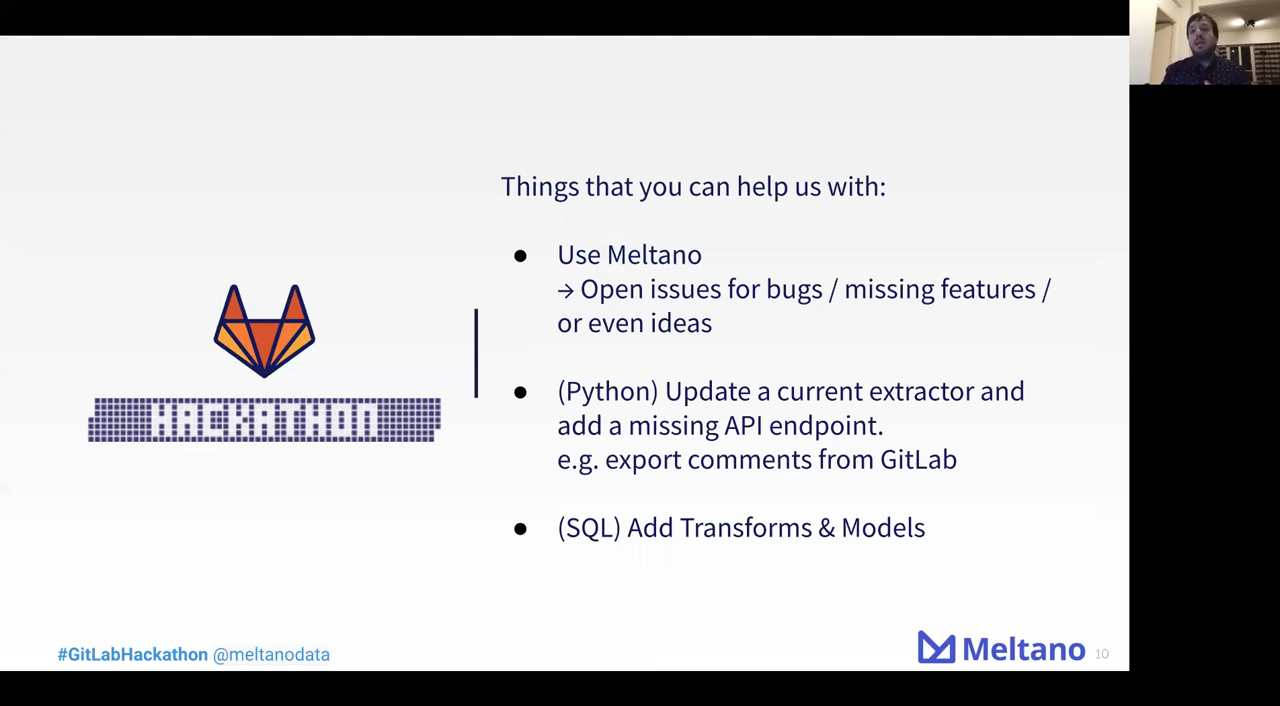 Things that you can help us with:
● Use Meltano
→ Open issues for bugs / missing features /
or even ideas
● (Python) Update a current extractor and
add a missing API endpoint.
e.g. export comments from GitLab
● (SQL) Add Transforms & Models
HACKATHON
#GitLabHackathon @meltanodata
Meltano 10